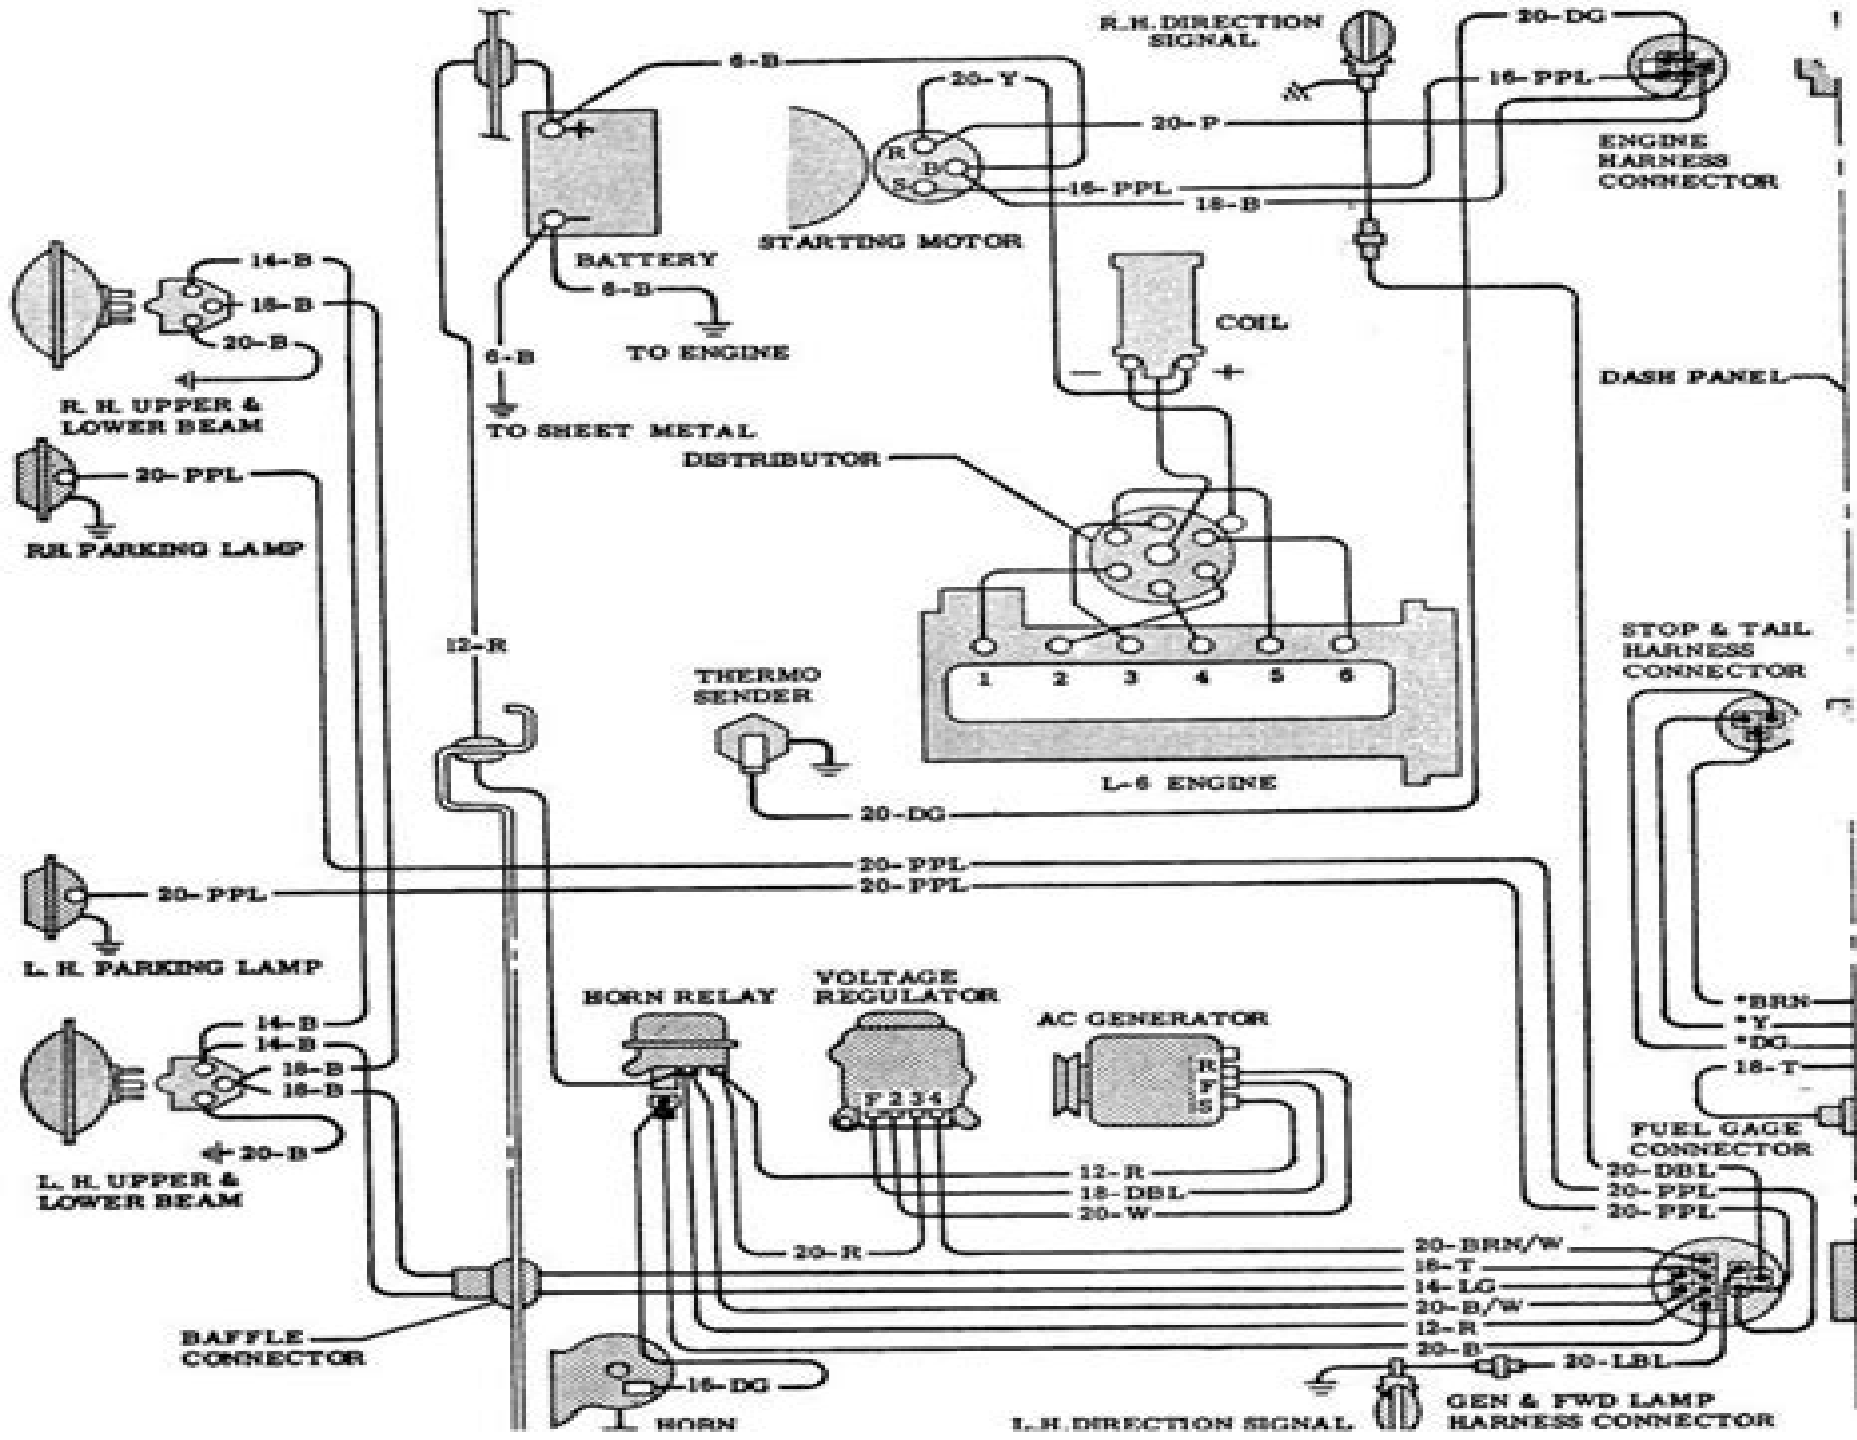 R.H. DIRECTION
SIGNAL
20-DG
6-B
20-Y
16-PPL
20-P
ENGINE
HARNESS
CONNECTOR
+
R
B
S
16-PPL
18-B
STARTING MOTOR
−
BATTERY
6-B
TO ENGINE
6-B
TO SHEET METAL
14-B
18-B
20-B
R. H. UPPER &
LOWER BEAM
COIL
−
+
DASH PANEL
DISTRIBUTOR
20-PPL
RH. PARKING LAMP
12-R
STOP & TAIL
HARNESS
CONNECTOR
THERMO
SENDER
1 2 3 4 5 6
L-6 ENGINE
20-DG
20-PPL
20-PPL
20-PPL
L. H. PARKING LAMP
HORN RELAY
VOLTAGE
REGULATOR
AC GENERATOR
*BRN
*Y
*DG
18-T
14-B
14-B
18-B
18-B
20-B
L. H. UPPER &
LOWER BEAM
F 2 3 4
R
F
S
FUEL GAGE
CONNECTOR
12-R
18-DBL
20-W
20-DBL
20-PPL
20-PPL
20-R
20-BRN/W
18-T
14-LG
20-B/W
12-R
20-B
20-LBL
BAFFLE
CONNECTOR
16-DG
HORN
L.H. DIRECTION SIGNAL
GEN & FWD LAMP
HARNESS CONNECTOR